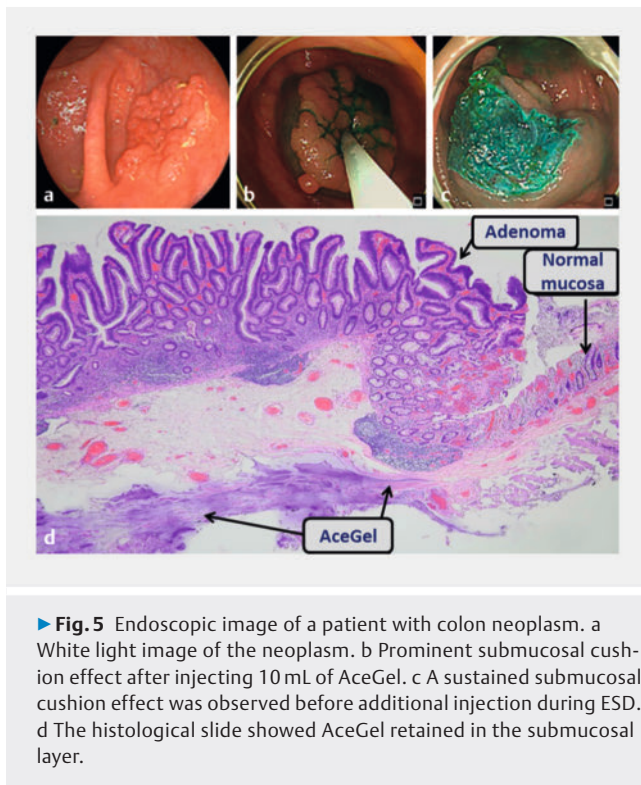 a
b
c
Adenoma
Normal
mucosa
AceGel
d
▶ Fig. 5 Endoscopic image of a patient with colon neoplasm. a
White light image of the neoplasm. b Prominent submucosal cush-
ion effect after injecting 10 mL of AceGel. c A sustained submucosal
cushion effect was observed before additional injection during ESD.
d The histological slide showed AceGel retained in the submucosal
layer.